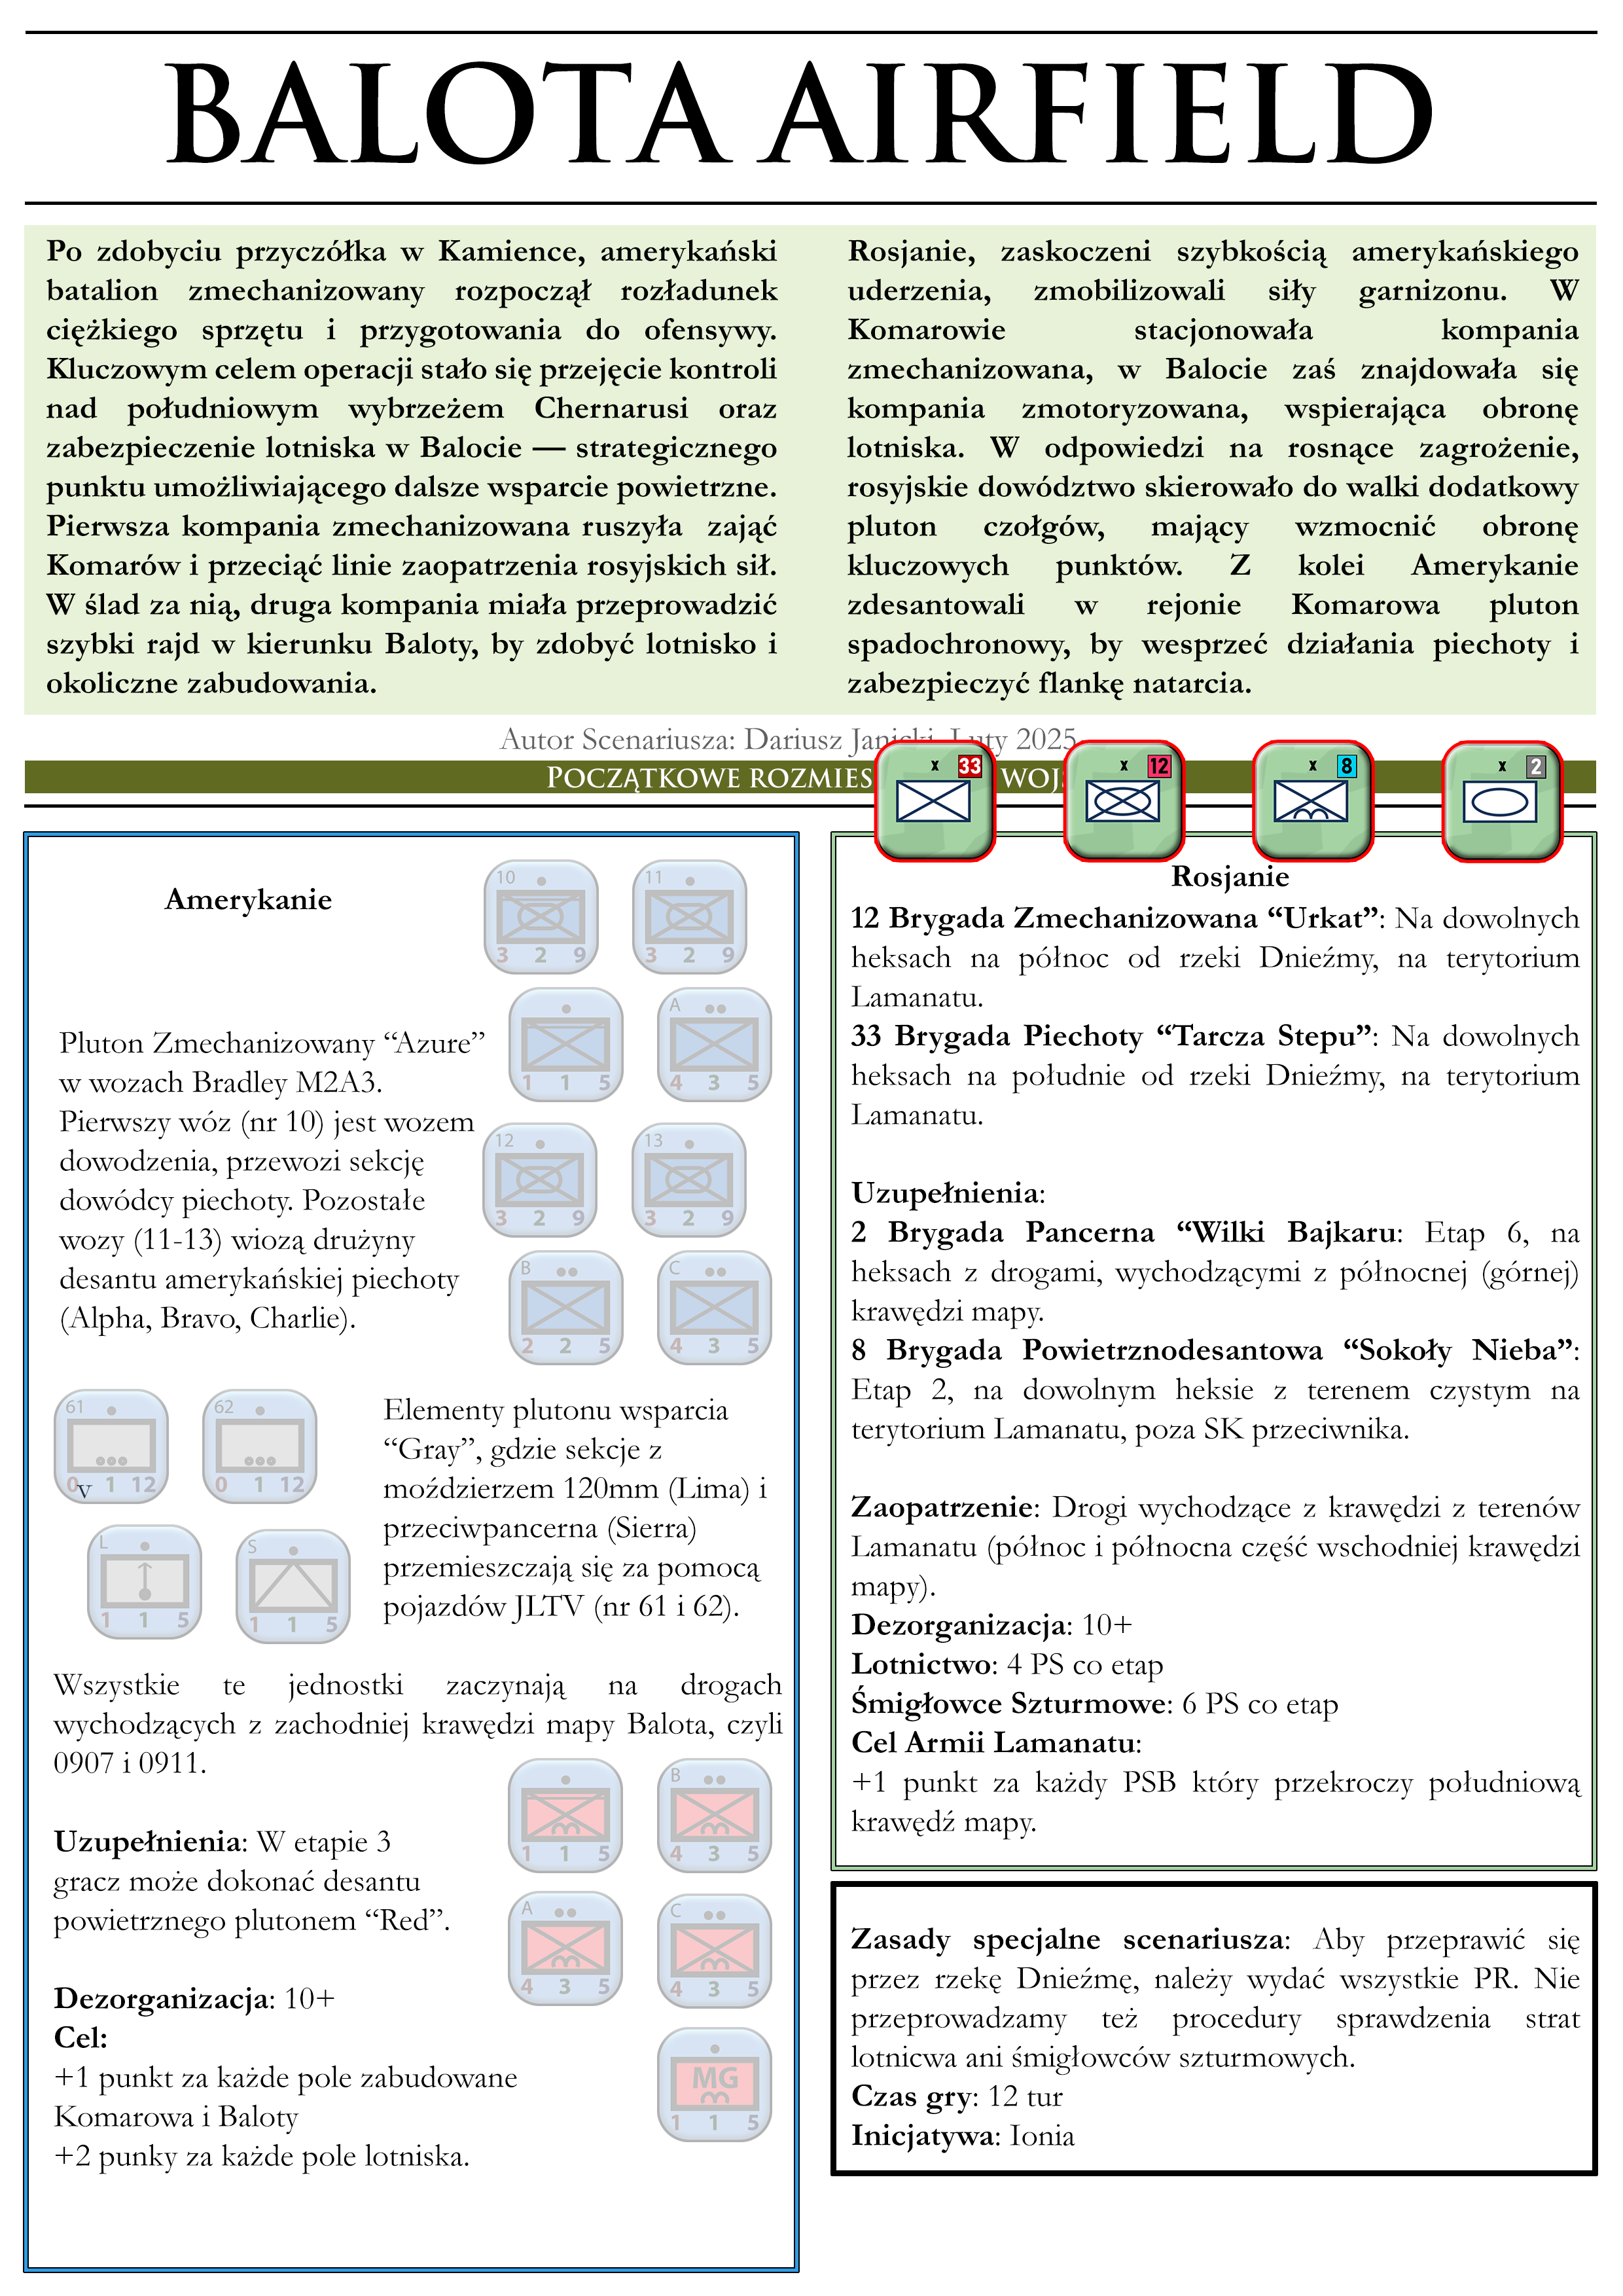 BALOTA AIRFIELD
Po zdobyciu przyczółka w Kamience, amerykański
batalion zmechanizowany rozpoczął rozładunek
ciężkiego sprzętu i przygotowania do ofensywy.
Kluczowym celem operacji stało się przejęcie kontroli
nad południowym wybrzeżem Chernarusi oraz
zabezpieczenie lotniska w Balocie — strategicznego
punktu umożliwiającego dalsze wsparcie powietrzne.
Pierwsza kompania zmechanizowana ruszyła zająć
Komarów i przeciąć linie zaopatrzenia rosyjskich sił.
W ślad za nią, druga kompania miała przeprowadzić
szybki rajd w kierunku Baloty, by zdobyć lotnisko i
okoliczne zabudowania.
Rosjanie, zaskoczeni szybkością amerykańskiego
uderzenia, zmobilizowali siły garnizonu. W
Komarowie stacjonowała kompania
zmechanizowana, w Balocie zaś znajdowała się
kompania zmotoryzowana, wspierająca obronę
lotniska. W odpowiedzi na rosnące zagrożenie,
rosyjskie dowództwo skierowało do walki dodatkowy
pluton czołgów, mający wzmocnić obronę
kluczowych punktów. Z kolei Amerykanie
zdesantowali w rejonie Komarowa pluton
spadochronowy, by wesprzeć działania piechoty i
zabezpieczyć flankę natarcia.
Autor Scenariusza: Dariusz Janicki, Luty 2025
POCZĄTKOWE ROZMIES WOJS
x 33
x 12
x 8
x 2
Amerykanie
10
3 2 9
11
3 2 9
1 1 5
A
4 3 5
Pluton Zmechanizowany “Azure”
w wozach Bradley M2A3.
Pierwszy wóz (nr 10) jest wozem
dowodzenia, przewozi sekcję
dowódcy piechoty. Pozostałe
wozy (11-13) wiozą drużyny
desantu amerykańskiej piechoty
(Alpha, Bravo, Charlie).
12
3 2 9
13
3 2 9
B
2 2 5
C
4 3 5
61
0 v 1 12
62
0 1 12
L
1 1 5
S
1 1 5
Elementy plutonu wsparcia
“Gray”, gdzie sekcje z
moździerzem 120mm (Lima) i
przeciwpancerna (Sierra)
przemieszczają się za pomocą
pojazdów JLTV (nr 61 i 62).
Wszystkie te jednostki zaczynają na drogach
wychodzących z zachodniej krawędzi mapy Balota, czyli
0907 i 0911.
Uzupełnienia: W etapie 3
gracz może dokonać desantu
powietrznego plutonem “Red”.
1 1 5
B
4 3 5
A
4 3 5
C
4 3 5
MG
1 1 5
Dezorganizacja: 10+
Cel:
+1 punkt za każde pole zabudowane
Komarowa i Baloty
+2 punky za każde pole lotniska.
Rosjanie
12 Brygada Zmechanizowana “Urkat”: Na dowolnych
heksach na północ od rzeki Dnieźmy, na terytorium
Lamanatu.
33 Brygada Piechoty “Tarcza Stepu”: Na dowolnych
heksach na południe od rzeki Dnieźmy, na terytorium
Lamanatu.
Uzupełnienia:
2 Brygada Pancerna “Wilki Bajkaru: Etap 6, na
heksach z drogami, wychodzącymi z północnej (górnej)
krawędzi mapy.
8 Brygada Powietrznodesantowa “Sokoły Nieba”:
Etap 2, na dowolnym heksie z terenem czystym na
terytorium Lamanatu, poza SK przeciwnika.
Zaopatrzenie: Drogi wychodzące z krawędzi z terenów
Lamanatu (północ i północna część wschodniej krawędzi
mapy).
Dezorganizacja: 10+
Lotnictwo: 4 PS co etap
Śmigłowce Szturmowe: 6 PS co etap
Cel Armii Lamanatu:
+1 punkt za każdy PSB który przekroczy południową
krawędź mapy.
Zasady specjalne scenariusza: Aby przeprawić się
przez rzekę Dnieźmę, należy wydać wszystkie PR. Nie
przeprowadzamy też procedury sprawdzenia strat
lotnicwa ani śmigłowców szturmowych.
Czas gry: 12 tur
Inicjatywa: Ionia